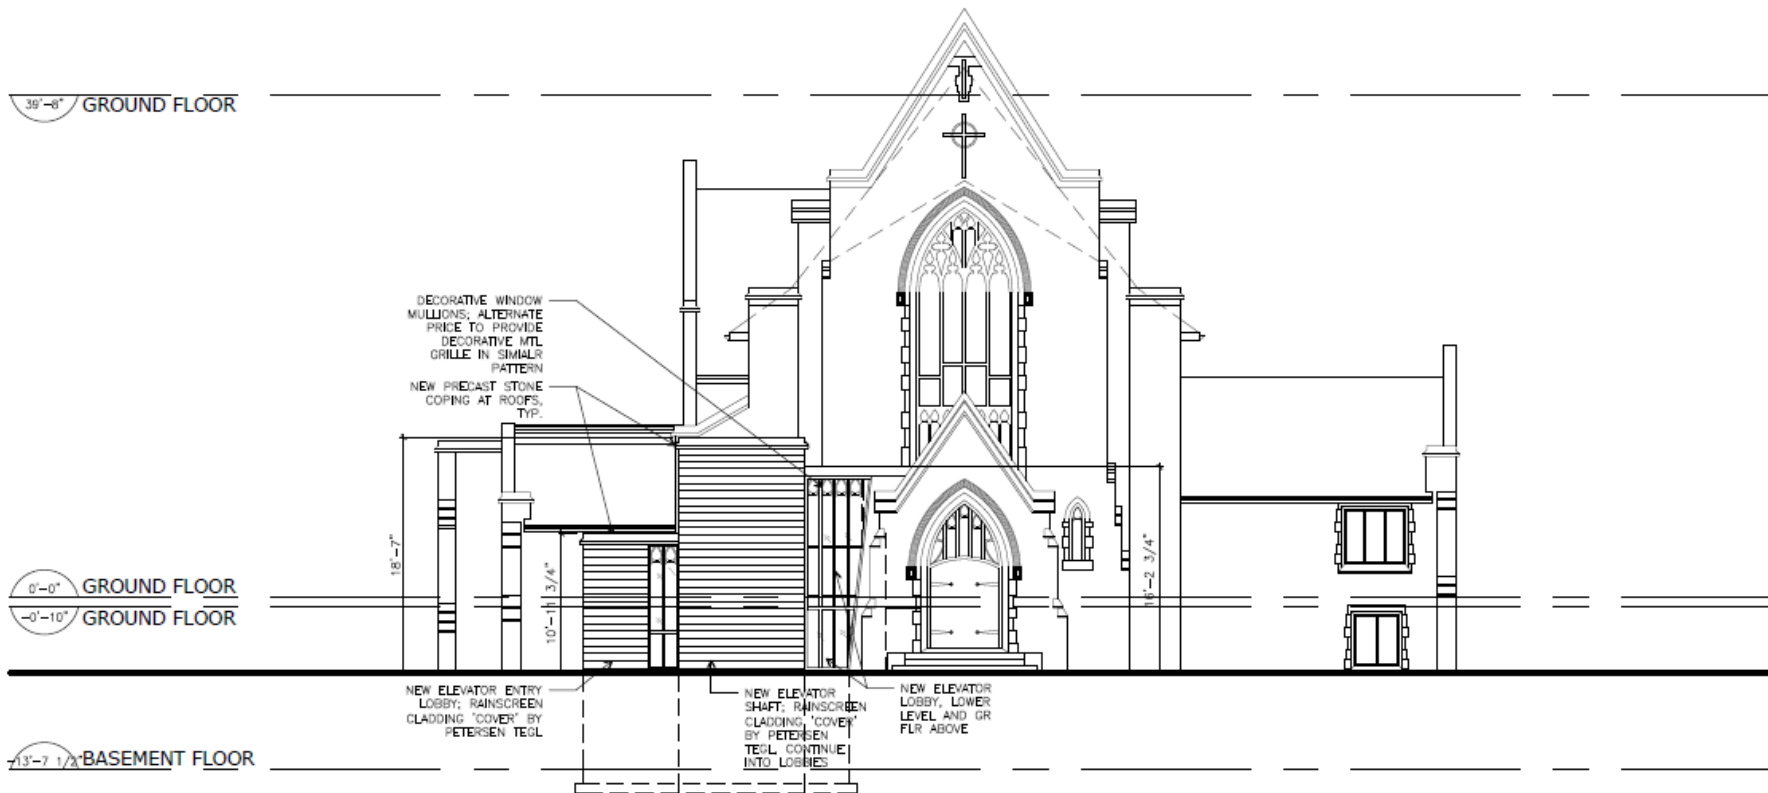 39'-8" GROUND FLOOR
DECORATIVE WINDOW
MULLIONS; ALTERNATE
PRICE TO PROVIDE
DECORATIVE MTL
GRILLE IN SIMIALR
PATTERN
NEW PRECAST STONE
COPING AT ROOFS,
TYP.
18'-7"
10'-11 3/4"
16'-2 3/4"
0'-0" GROUND FLOOR
-0'-10" GROUND FLOOR
NEW ELEVATOR ENTRY
LOBBY; RAINSCREEN
CLADDING 'COVER' BY
PETERSEN TEGL
NEW ELEVATOR
SHAFT; RAINSCREEN
CLADDING 'COVER'
BY PETERSEN
TEGL CONTINUE
INTO LOBBIES
NEW ELEVATOR
LOBBY, LOWER
LEVEL AND GR
FLR ABOVE
-13'-7 1/2" BASEMENT FLOOR